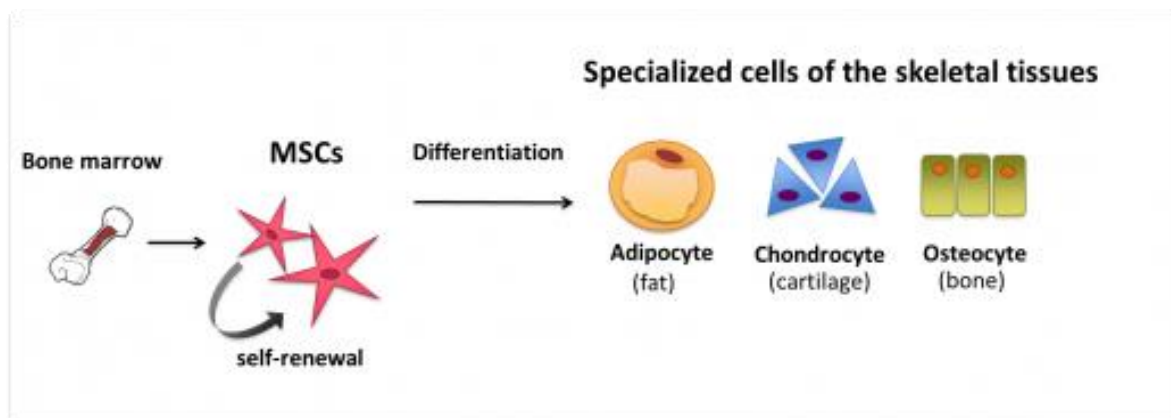 Specialized cells of the skeletal tissues
Bone marrow
MSCs
Differentiation
self-renewal
Adipocyte
(fat)
Chondrocyte
(cartilage)
Osteocyte
(bone)